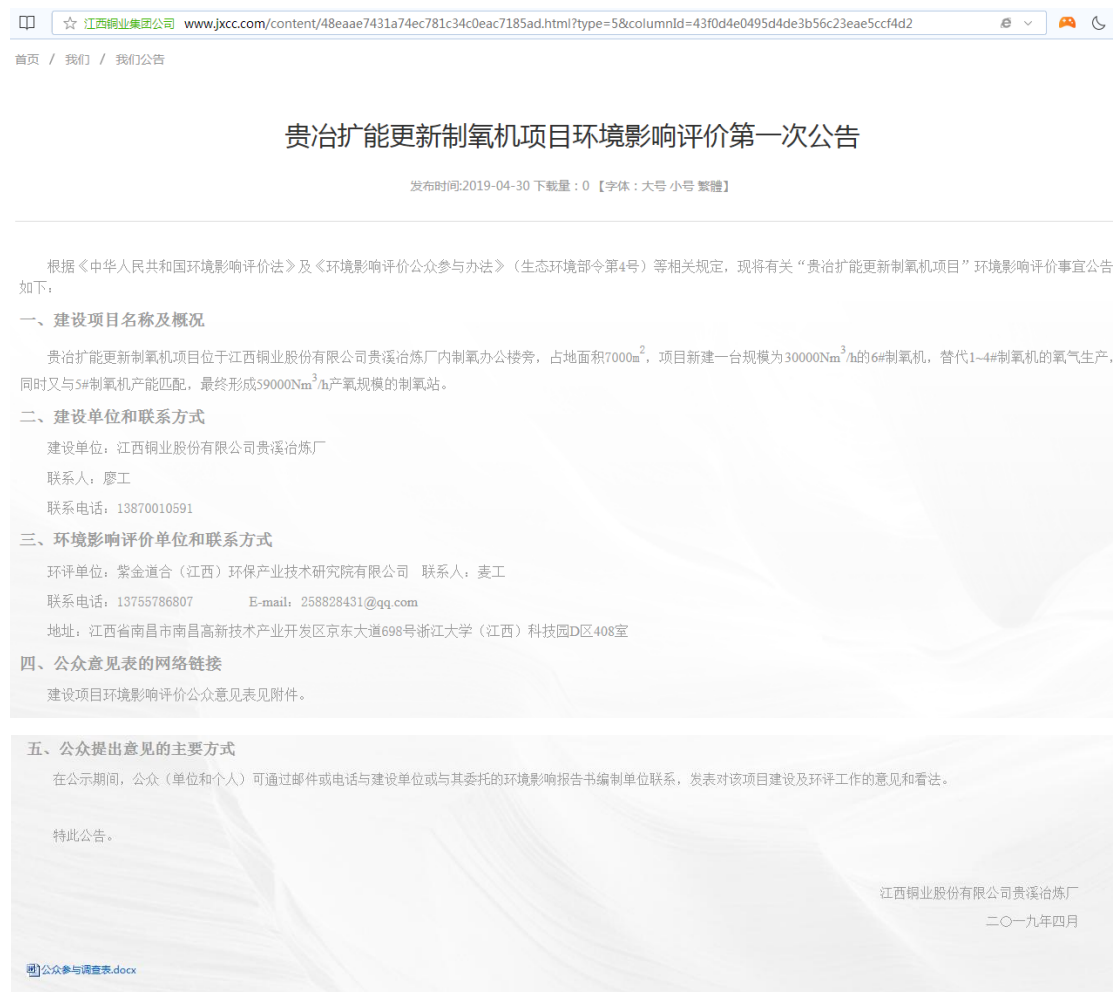 江西铜业集团公司 www.jxcc.com/content/48eaae7431a74ec781c34c0eac7185ad.html?type=5&columnId=43f0d4e0495d4de3b56c23eae5ccf4d2
首页 / 我们 / 我们公告
贵冶扩能更新制氧机项目环境影响评价第一次公告
发布时间:2019-04-30 下载量：0 【字体：大号 小号 繁體】
根据《中华人民共和国环境影响评价法》及《环境影响评价公众参与办法》（生态环境部令第4号）等相关规定，现将有关“贵冶扩能更新制氧机项目”环境影响评价事宜公告
如下：
一、建设项目名称及概况
贵冶扩能更新制氧机项目位于江西铜业股份有限公司贵溪冶炼厂内制氧办公楼旁，占地面积7000m²，项目新建一台规模为30000Nm³/h的6#制氧机，替代1~4#制氧机的氧气生产，
同时又与5#制氧机产能匹配，最终形成59000Nm³/h产氧规模的制氧站。
二、建设单位和联系方式
建设单位：江西铜业股份有限公司贵溪冶炼厂
联系人：廖工
联系电话：13870010591
三、环境影响评价单位和联系方式
环评单位：紫金道合（江西）环保产业技术研究院有限公司 联系人：麦工
联系电话：13755786807 E-mail：258828431@qq.com
地址：江西省南昌市南昌高新技术产业开发区京东大道698号浙江大学（江西）科技园D区408室
四、公众意见表的网络链接
建设项目环境影响评价公众意见表见附件。
五、公众提出意见的主要方式
在公示期间，公众（单位和个人）可通过邮件或电话与建设单位或与其委托的环境影响报告书编制单位联系，发表对该项目建设及环评工作的意见和看法。
特此公告。
江西铜业股份有限公司贵溪冶炼厂
二〇一九年四月
公众参与调查表.docx